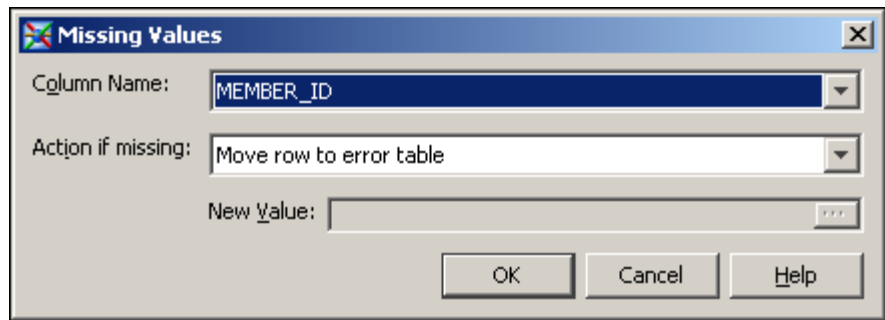 Missing Values
Column Name: MEMBER_ID
Action if missing: Move row to error table
New Value: ...
OK Cancel Help